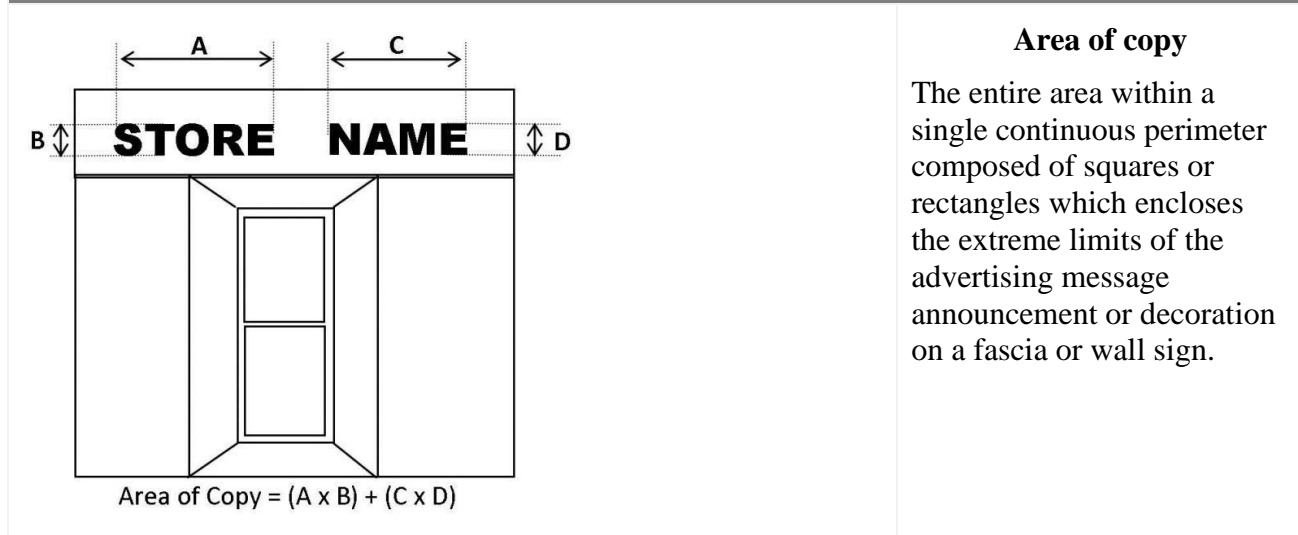 A
C
B
STORE NAME
D
Area of Copy = (A x B) + (C x D)
Area of copy
The entire area within a
single continuous perimeter
composed of squares or
rectangles which encloses
the extreme limits of the
advertising message
announcement or decoration
on a fascia or wall sign.